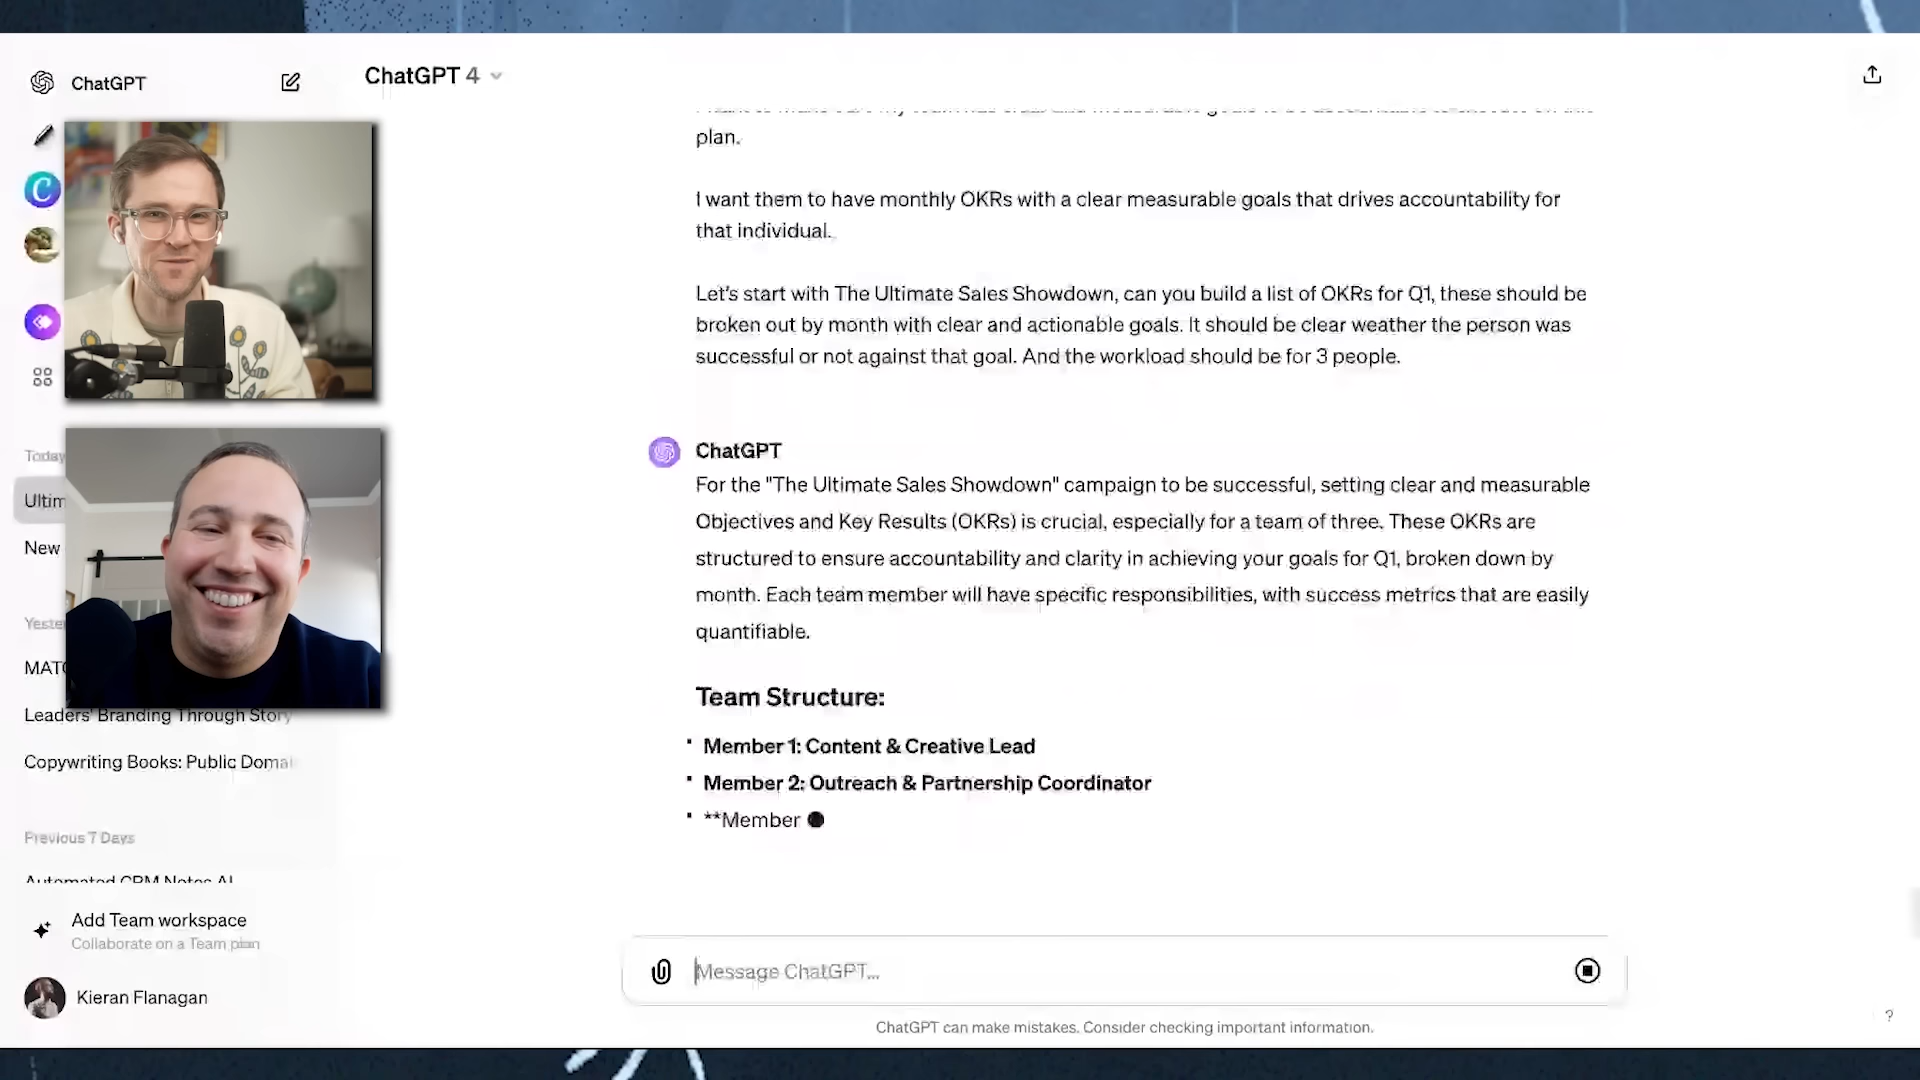 ChatGPT
ChatGPT 4
plan.
I want them to have monthly OKRs with a clear measurable goals that drives accountability for
that individual.
Let's start with The Ultimate Sales Showdown, can you build a list of OKRs for Q1, these should be
broken out by month with clear and actionable goals. It should be clear weather the person was
successful or not against that goal. And the workload should be for 3 people.
ChatGPT
For the "The Ultimate Sales Showdown" campaign to be successful, setting clear and measurable
Objectives and Key Results (OKRs) is crucial, especially for a team of three. These OKRs are
structured to ensure accountability and clarity in achieving your goals for Q1, broken down by
month. Each team member will have specific responsibilities, with success metrics that are easily
quantifiable.
Team Structure:
Member 1: Content & Creative Lead
Member 2: Outreach & Partnership Coordinator
**Member
Today
Ultim
New
Yester
MATC
Leaders' Branding Through Story
Copywriting Books: Public Domai
Previous 7 Days
Automated CRM Notes AI
Add Team workspace
Collaborate on a Team plan
Kieran Flanagan
Message ChatGPT...
ChatGPT can make mistakes. Consider checking important information.
?